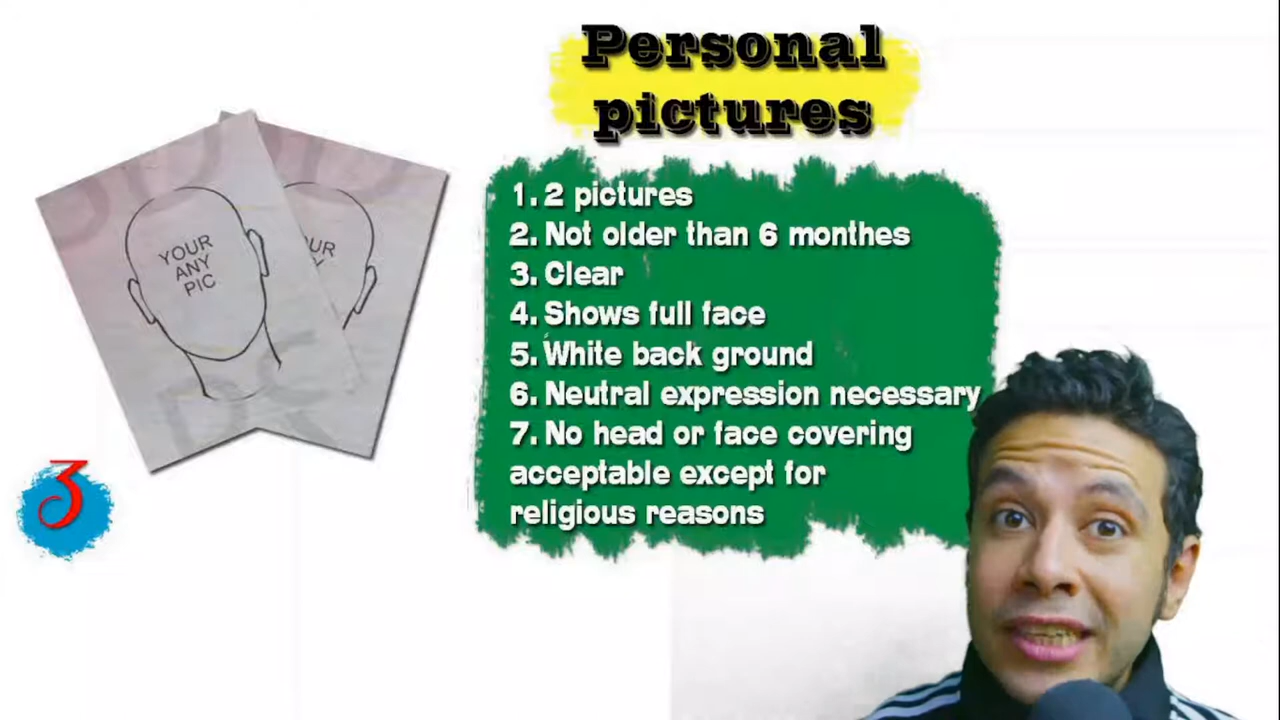 Personal
pictures
1. 2 pictures
2. Not older than 6 monthes
3. Clear
4. Shows full face
5. White back ground
6. Neutral expression necessary
7. No head or face covering
acceptable except for
religious reasons
YOUR
ANY
PIC
3